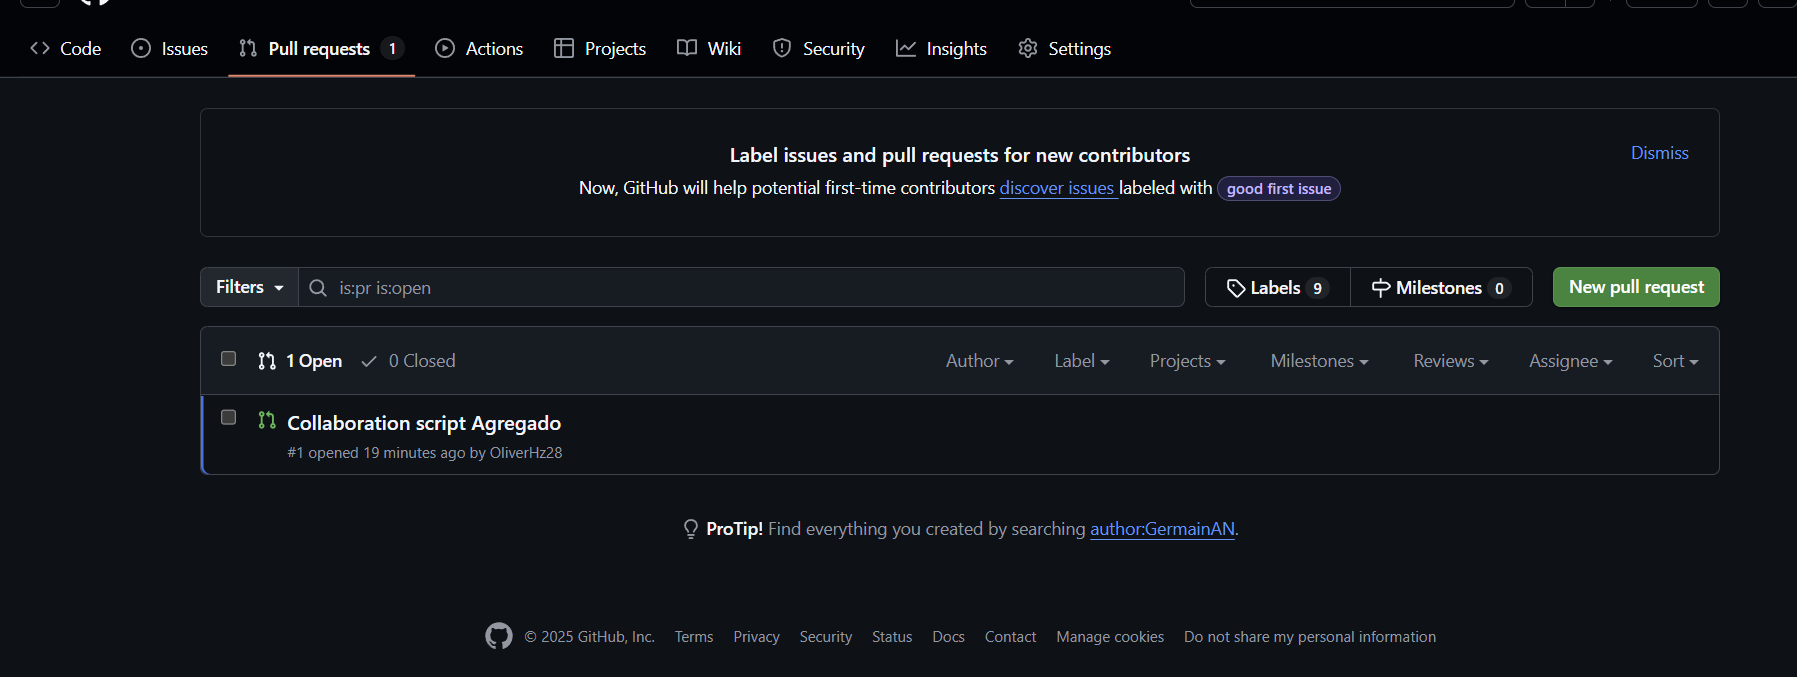 Code Issues Pull requests 1 Actions Projects Wiki Security Insights Settings
Label issues and pull requests for new contributors
Dismiss
Now, GitHub will help potential first-time contributors discover issues labeled with good first issue
Filters is:pr is:open Labels 9 Milestones 0 New pull request
1 Open 0 Closed Author Label Projects Milestones Reviews Assignee Sort
Collaboration script Agregado
#1 opened 19 minutes ago by OliverHz28
ProTip! Find everything you created by searching author:GermainAN.
© 2025 GitHub, Inc. Terms Privacy Security Status Docs Contact Manage cookies Do not share my personal information